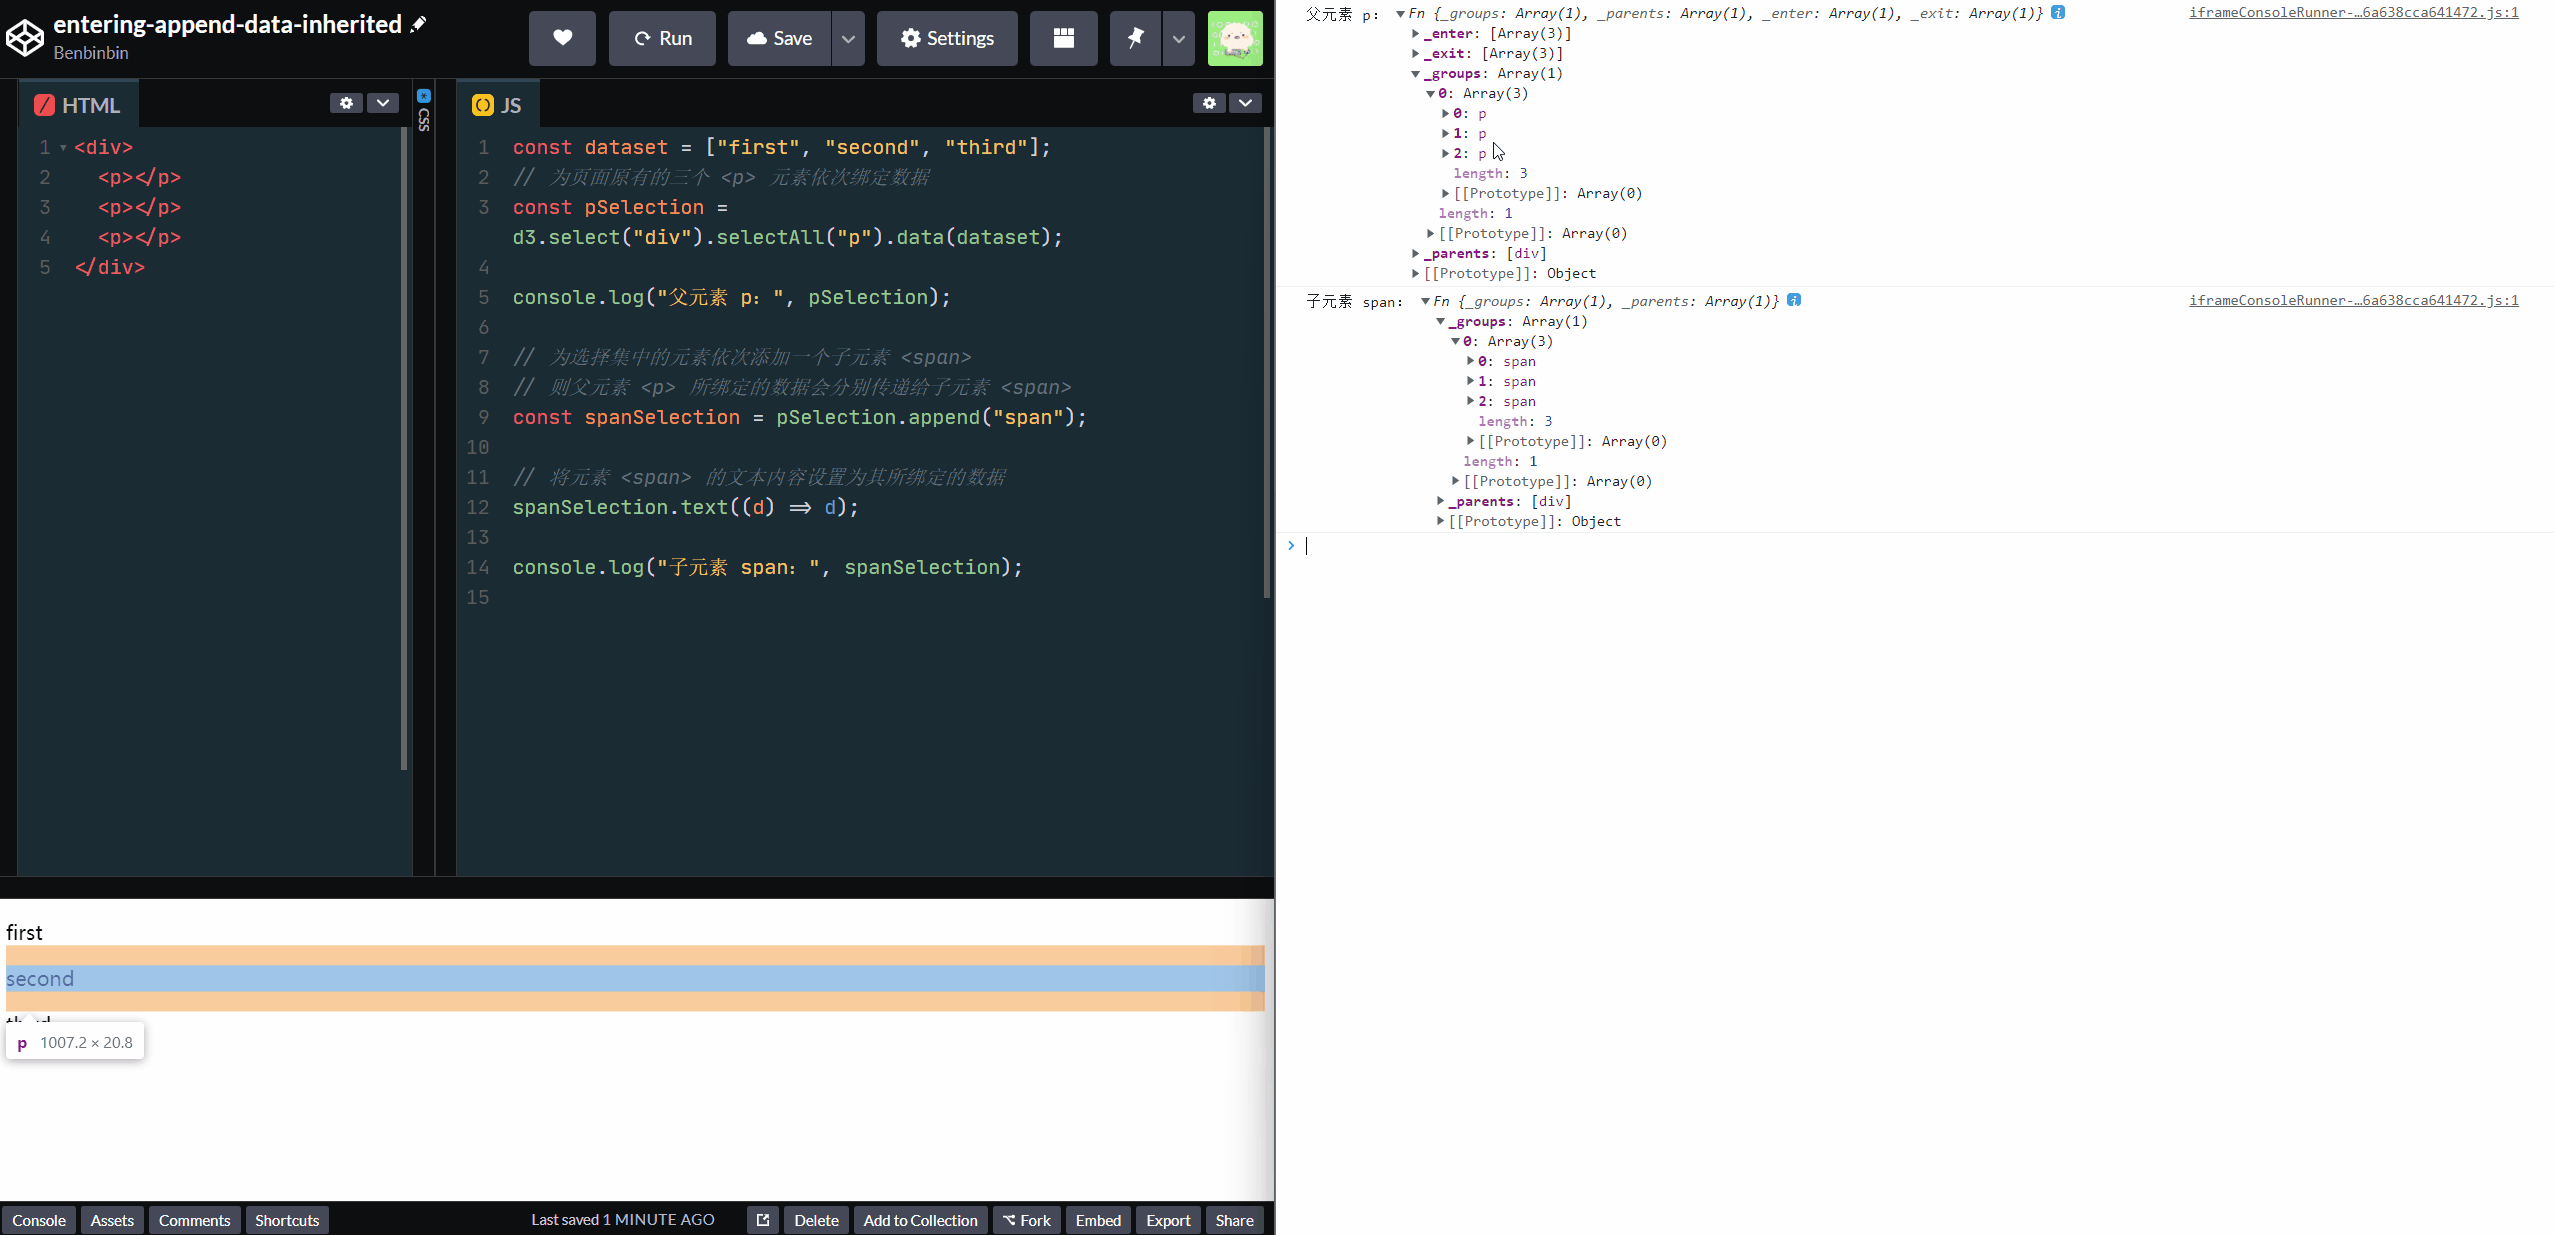 entering-append-data-inherited
Benbinbin
Run
Save
Settings
HTML
CSS
JS
1 <div>
2 <p></p>
3 <p></p>
4 <p></p>
5 </div>
1 const dataset = ["first", "second", "third"];
2 // 为页面原有的三个 <p> 元素依次绑定数据
3 const pSelection =
d3.select("div").selectAll("p").data(dataset);
4
5 console.log("父元素 p：", pSelection);
6
7 // 为选择集中的元素依次添加一个子元素 <span>
8 // 则父元素 <p> 所绑定的数据会分别传递给子元素 <span>
9 const spanSelection = pSelection.append("span");
10
11 // 将元素 <span> 的文本内容设置为其所绑定的数据
12 spanSelection.text((d) => d);
13
14 console.log("子元素 span：", spanSelection);
15
first
second
p 1007.2 × 20.8
Console
Assets
Comments
Shortcuts
Last saved 1 MINUTE AGO
Delete
Add to Collection
Fork
Embed
Export
Share
父元素 p： Fn {_groups: Array(1), _parents: Array(1), _enter: Array(1), _exit: Array(1)} i iframeConsoleRunner-…6a638cca641472.js:1
_enter: [Array(3)]
_exit: [Array(3)]
_groups: Array(1)
0: Array(3)
0: p
1: p
2: p
length: 3
[[Prototype]]: Array(0)
length: 1
[[Prototype]]: Array(0)
_parents: [div]
[[Prototype]]: Object
子元素 span： Fn {_groups: Array(1), _parents: Array(1)} i iframeConsoleRunner-…6a638cca641472.js:1
_groups: Array(1)
0: Array(3)
0: span
1: span
2: span
length: 3
[[Prototype]]: Array(0)
length: 1
[[Prototype]]: Array(0)
_parents: [div]
[[Prototype]]: Object